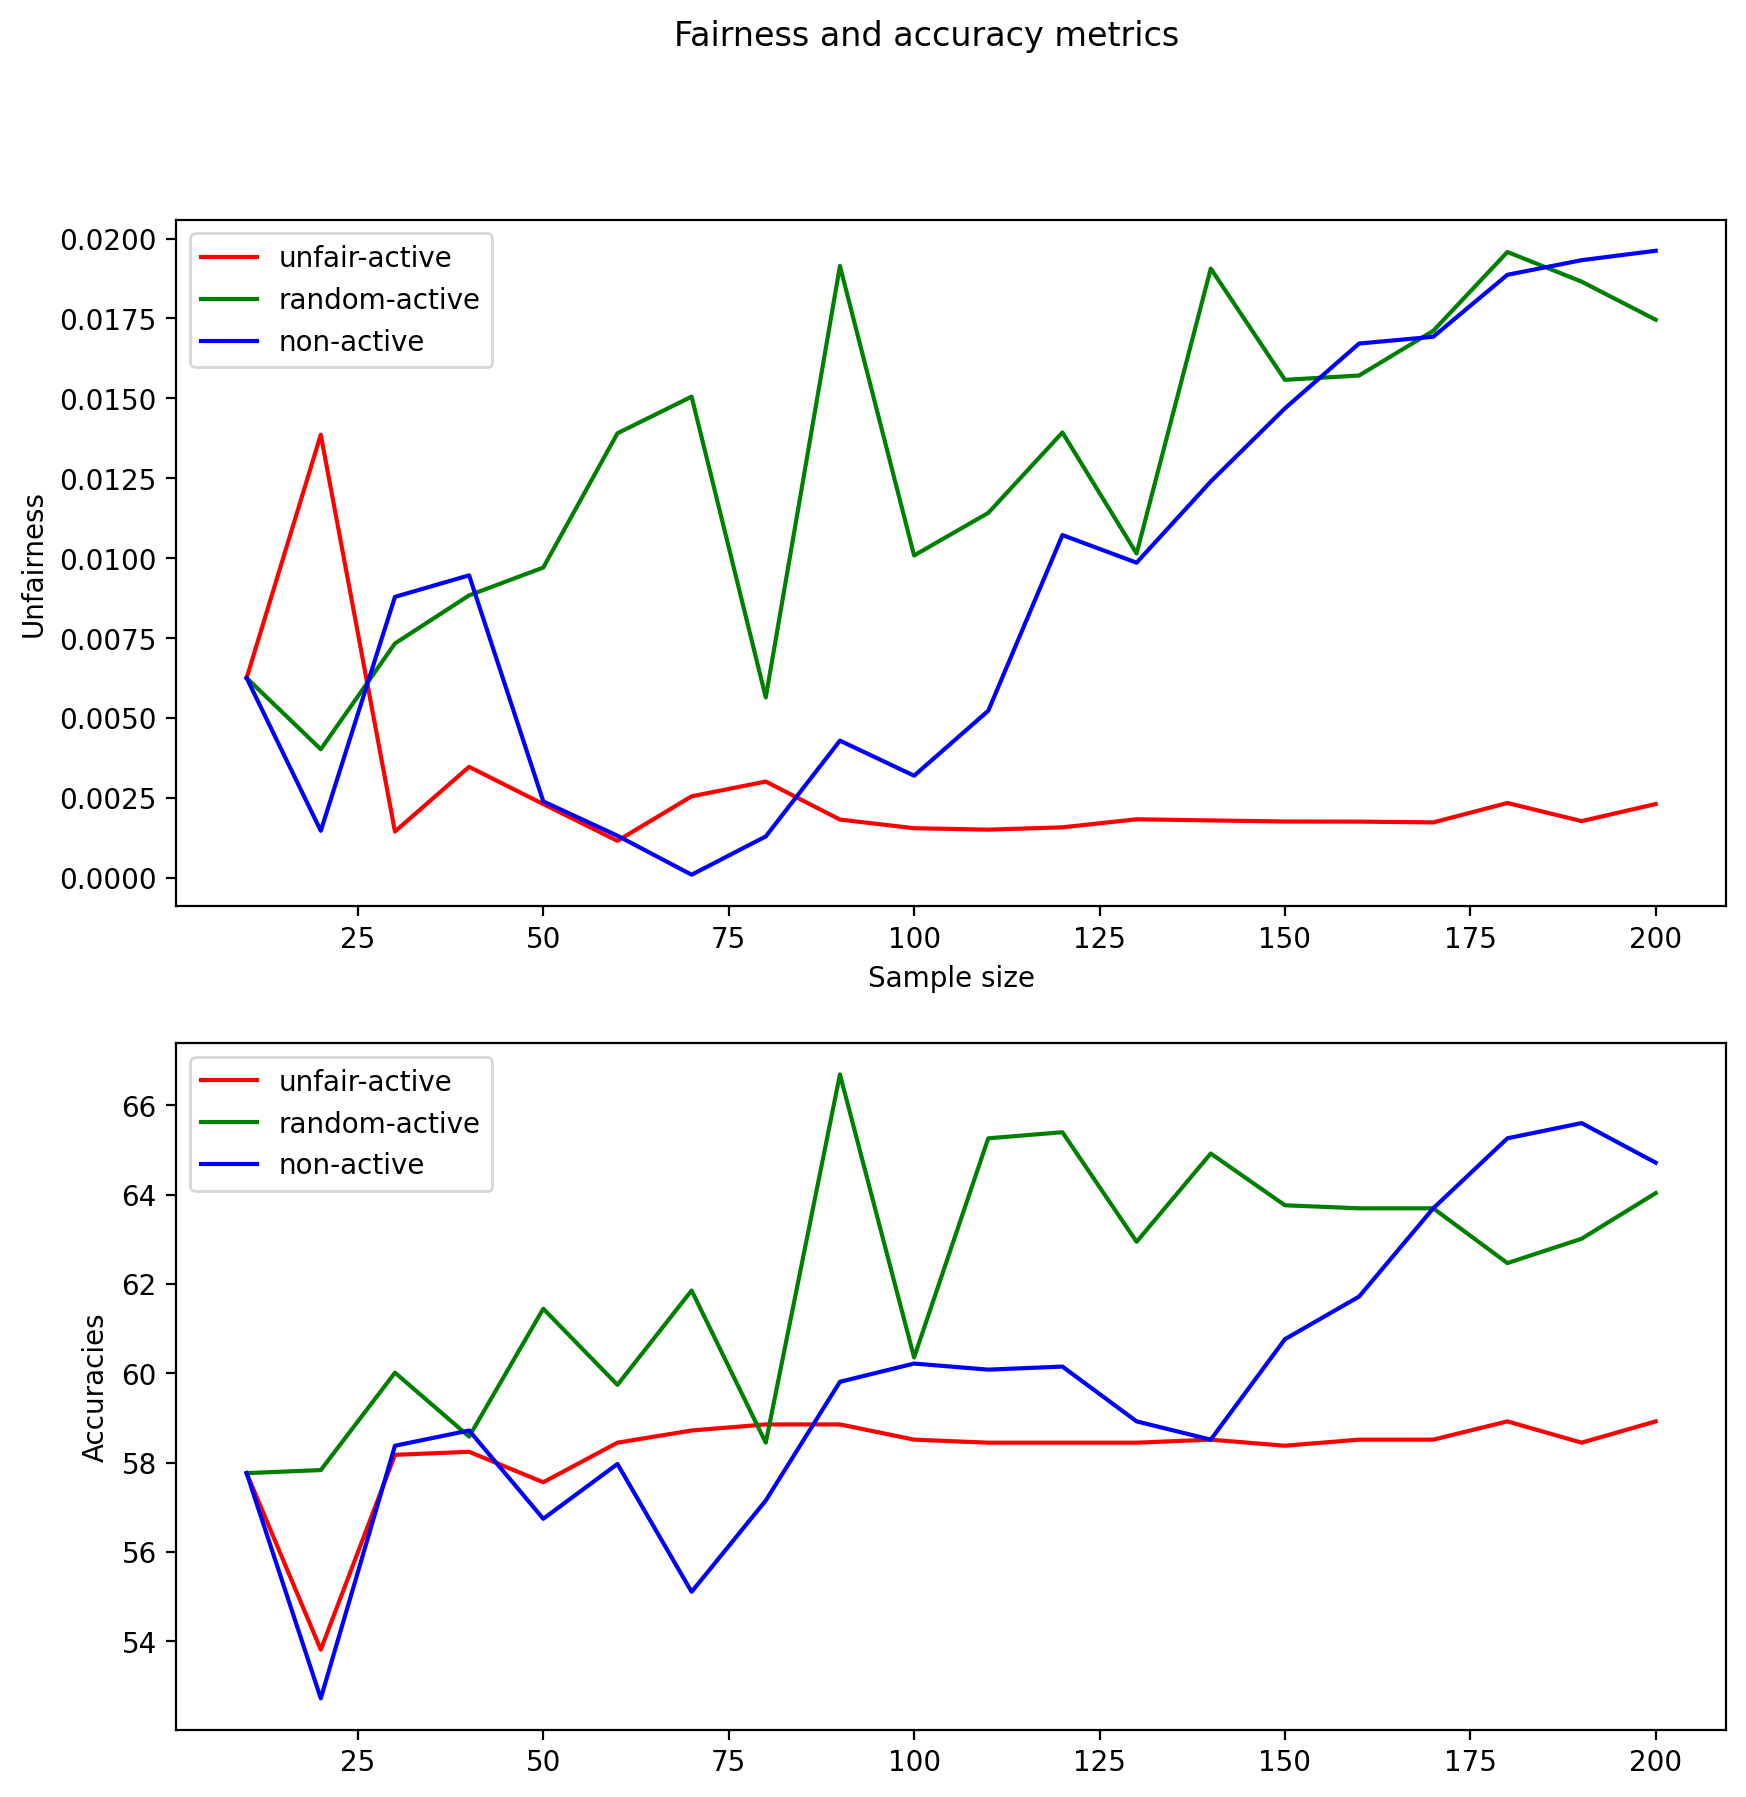 Fairness and accuracy metrics
unfair-active
random-active
non-active
0.0200
0.0175
0.0150
0.0125
0.0100
0.0075
0.0050
0.0025
0.0000
Unfairness
25 50 75 100 125 150 175 200
Sample size
unfair-active
random-active
non-active
66
64
62
60
58
56
54
Accuracies
25 50 75 100 125 150 175 200